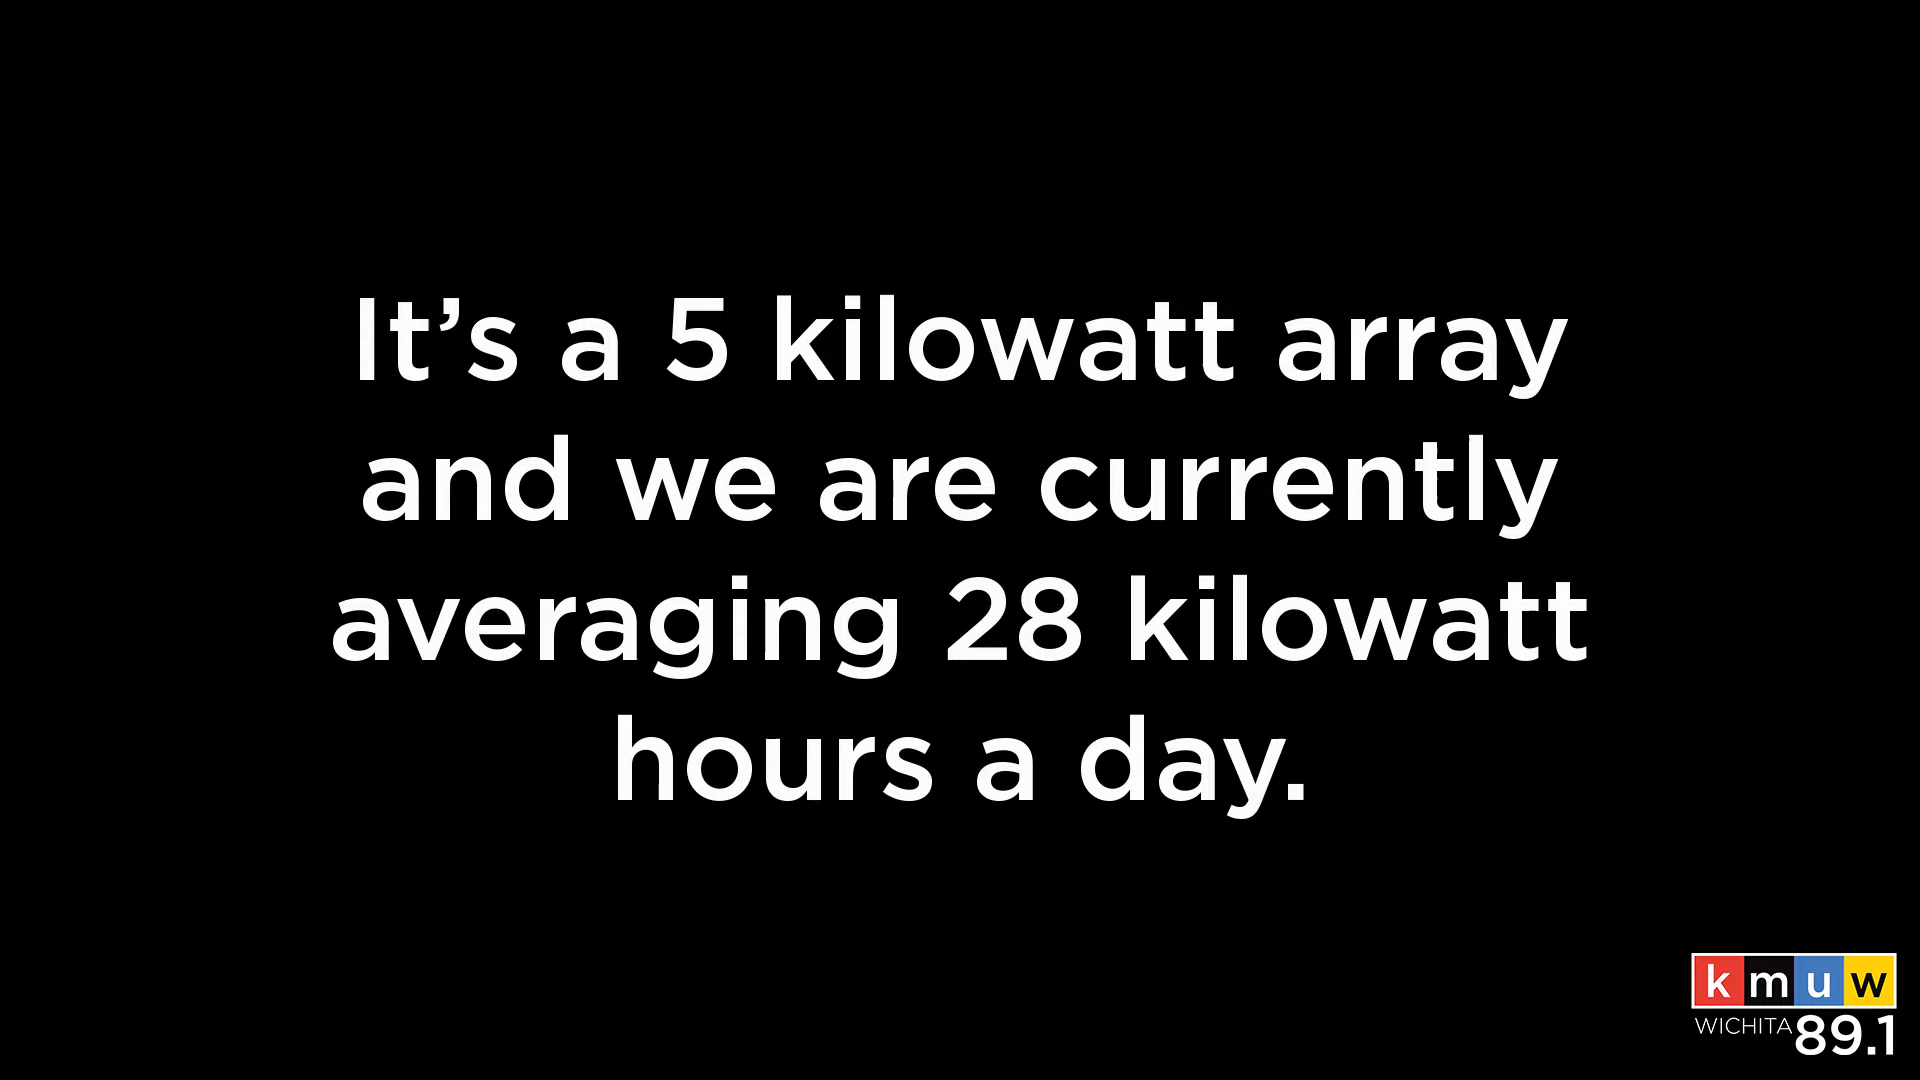 It’s a 5 kilowatt array
and we are currently
averaging 28 kilowatt
hours a day.
kmuw
WICHITA 89.1